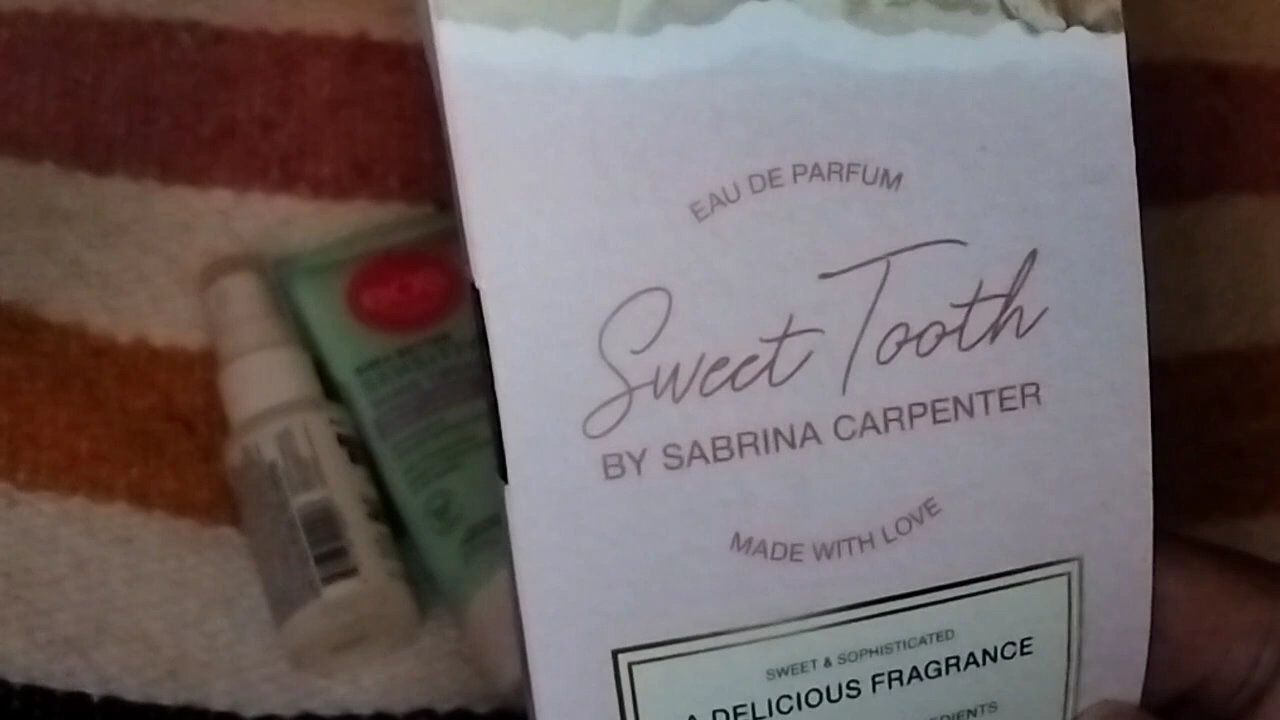 EAU DE PARFUM
Sweet Tooth
BY SABRINA CARPENTER
MADE WITH LOVE
SWEET & SOPHISTICATED
A DELICIOUS FRAGRANCE